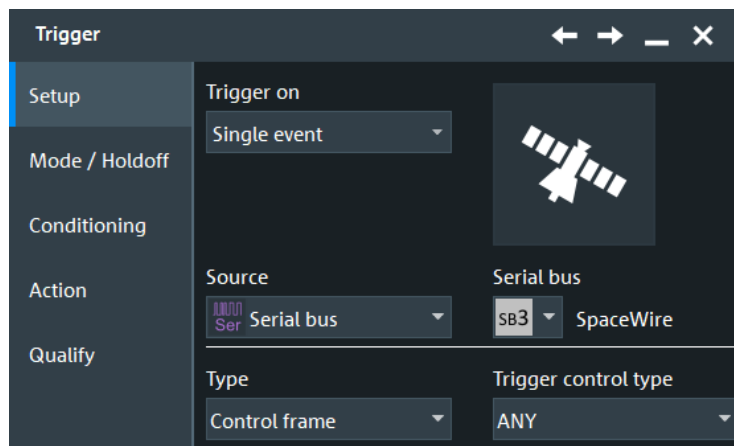 Trigger
Setup
Mode / Holdoff
Conditioning
Action
Qualify
Trigger on
Single event
Source
Serial bus
Ser Serial bus
SB3 SpaceWire
Type
Trigger control type
Control frame
ANY